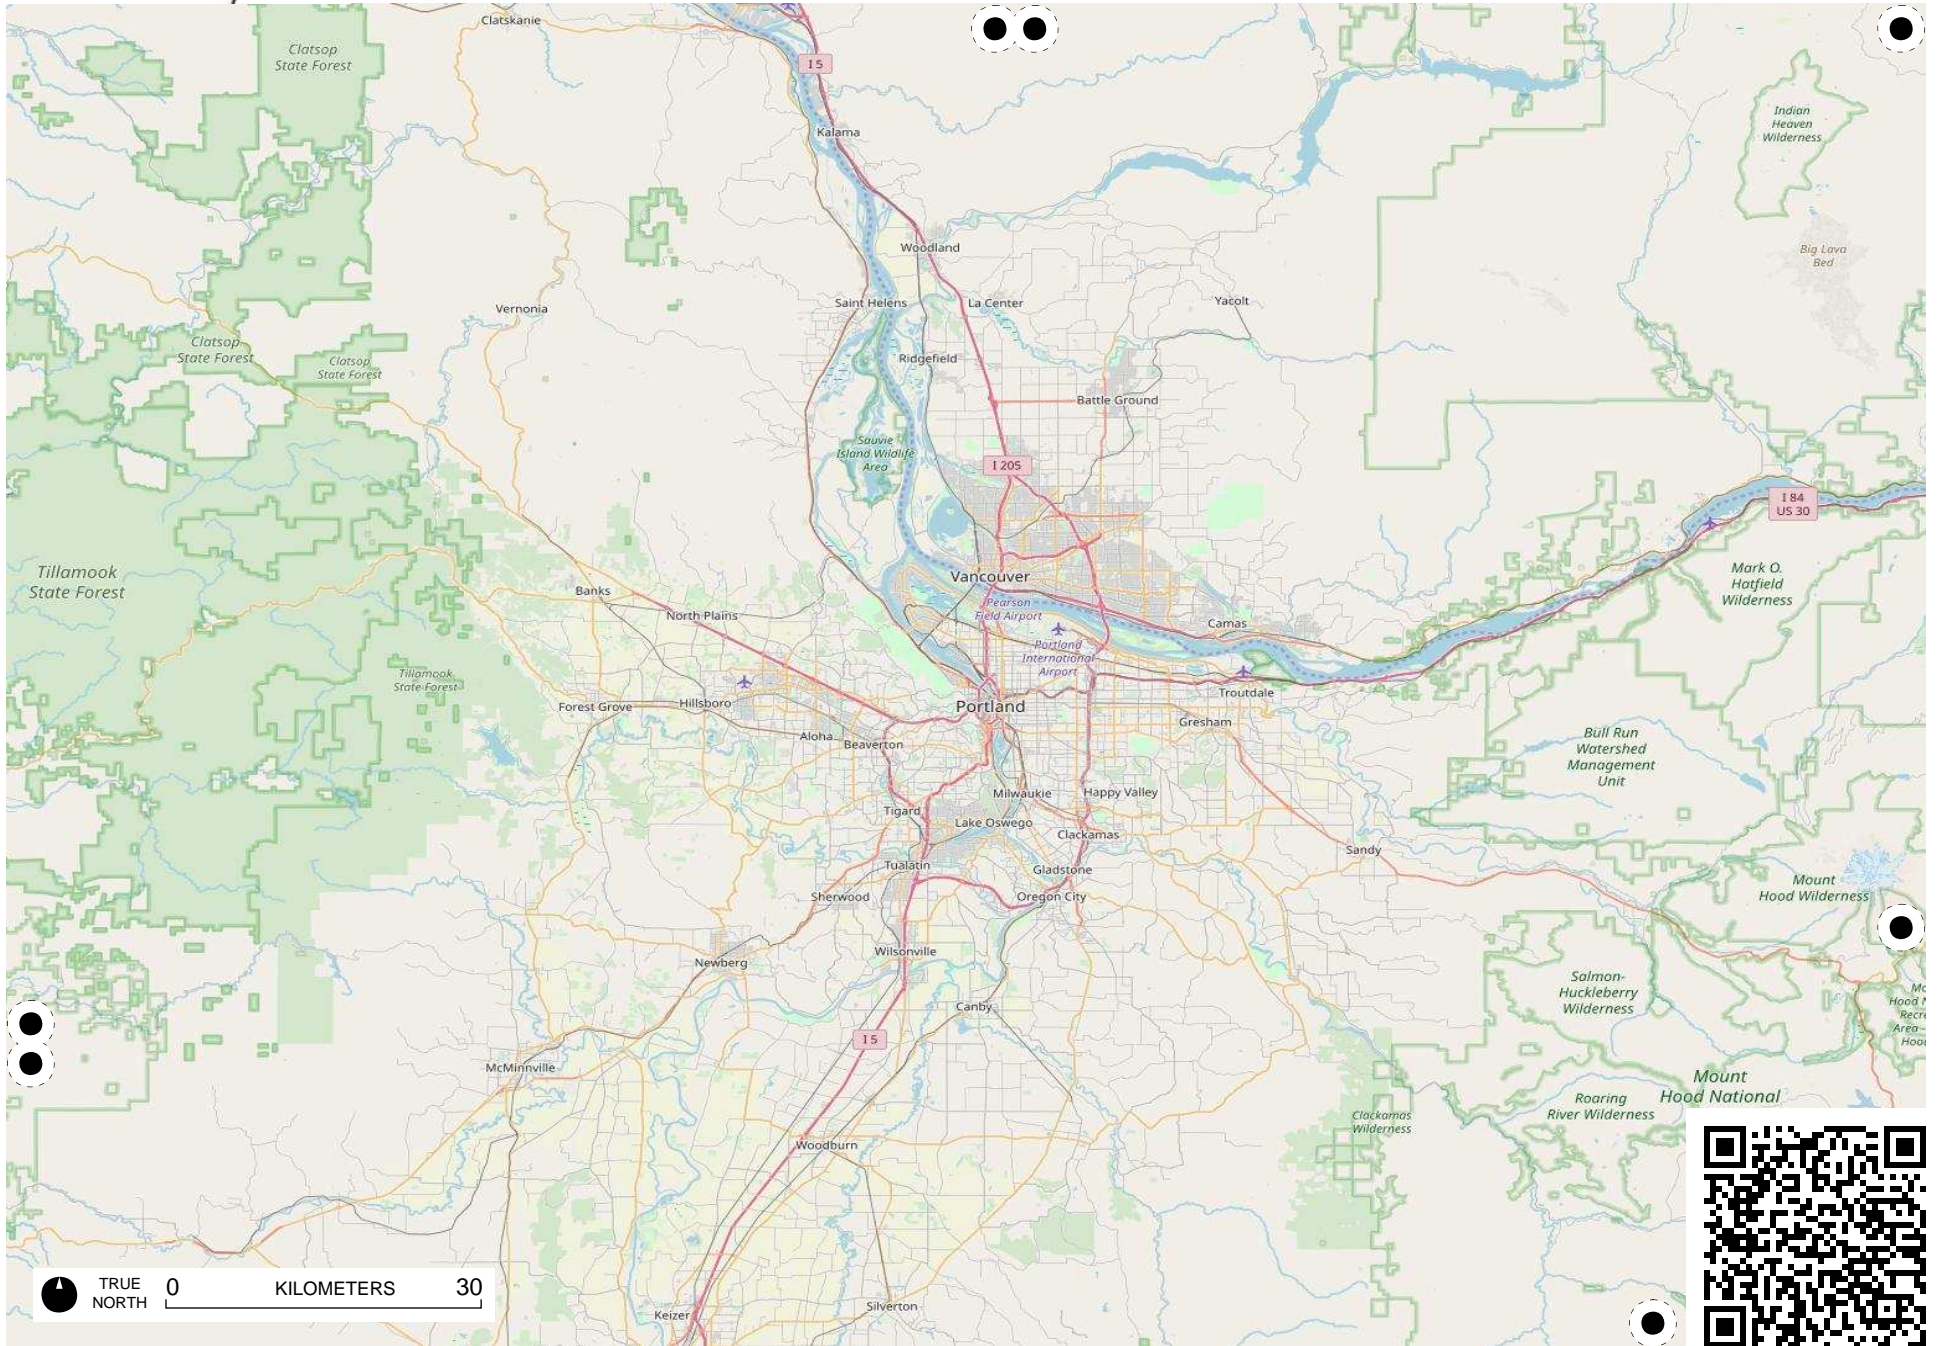 Clatskanie
Clatsop
State Forest
I 5
Indian
Heaven
Wilderness
Kalama
Woodland
Big Lava
Bed
Saint Helens
La Center
Yacolt
Vernonia
Clatsop
State Forest
Clatsop
State Forest
Ridgefield
Battle Ground
Sauvie
Island Wildlife
Area
I 205
I 84
US 30
Tillamook
State Forest
Vancouver
Mark O.
Hatfield
Wilderness
Banks
North Plains
Pearson
Field Airport
Camas
Portland
International
Airport
Tillamook
State Forest
Troutdale
Forest Grove
Hillsboro
Portland
Gresham
Aloha
Beaverton
Bull Run
Watershed
Management
Unit
Milwaukie
Happy Valley
Tigard
Lake Oswego
Clackamas
Sandy
Tualatin
Gladstone
Mount
Hood Wilderness
Sherwood
Oregon City
Wilsonville
Newberg
Salmon-
Huckleberry
Wilderness
Canby
Hood
Area
I 5
McMinnville
Mount
Hood National
Roaring
River Wilderness
Clackamas
Wilderness
Woodburn
TRUE
NORTH
0
KILOMETERS
30
Keizer
Silverton